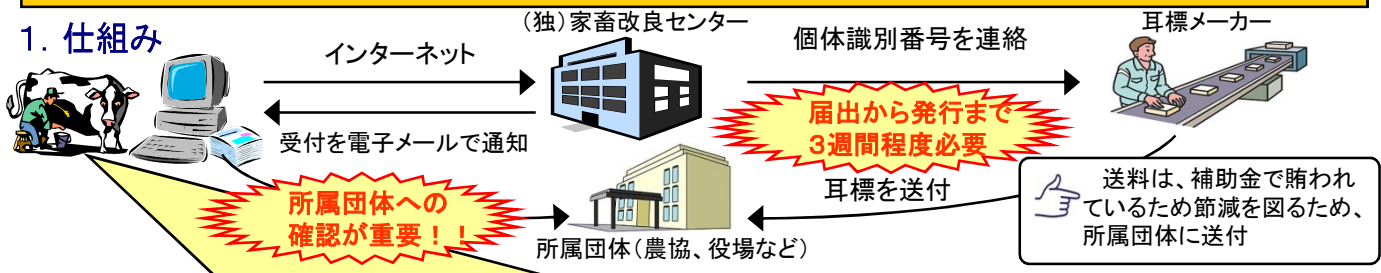 1．仕組み
インターネット
受付を電子メールで通知
（独）家畜改良センター
個体識別番号を連絡
耳標メーカー
届出から発行まで
3週間程度必要
所属団体への
確認が重要！！
所属団体（農協、役場など）
耳標を送付
送料は、補助金で賄われ
ているため節減を図るため、
所属団体に送付